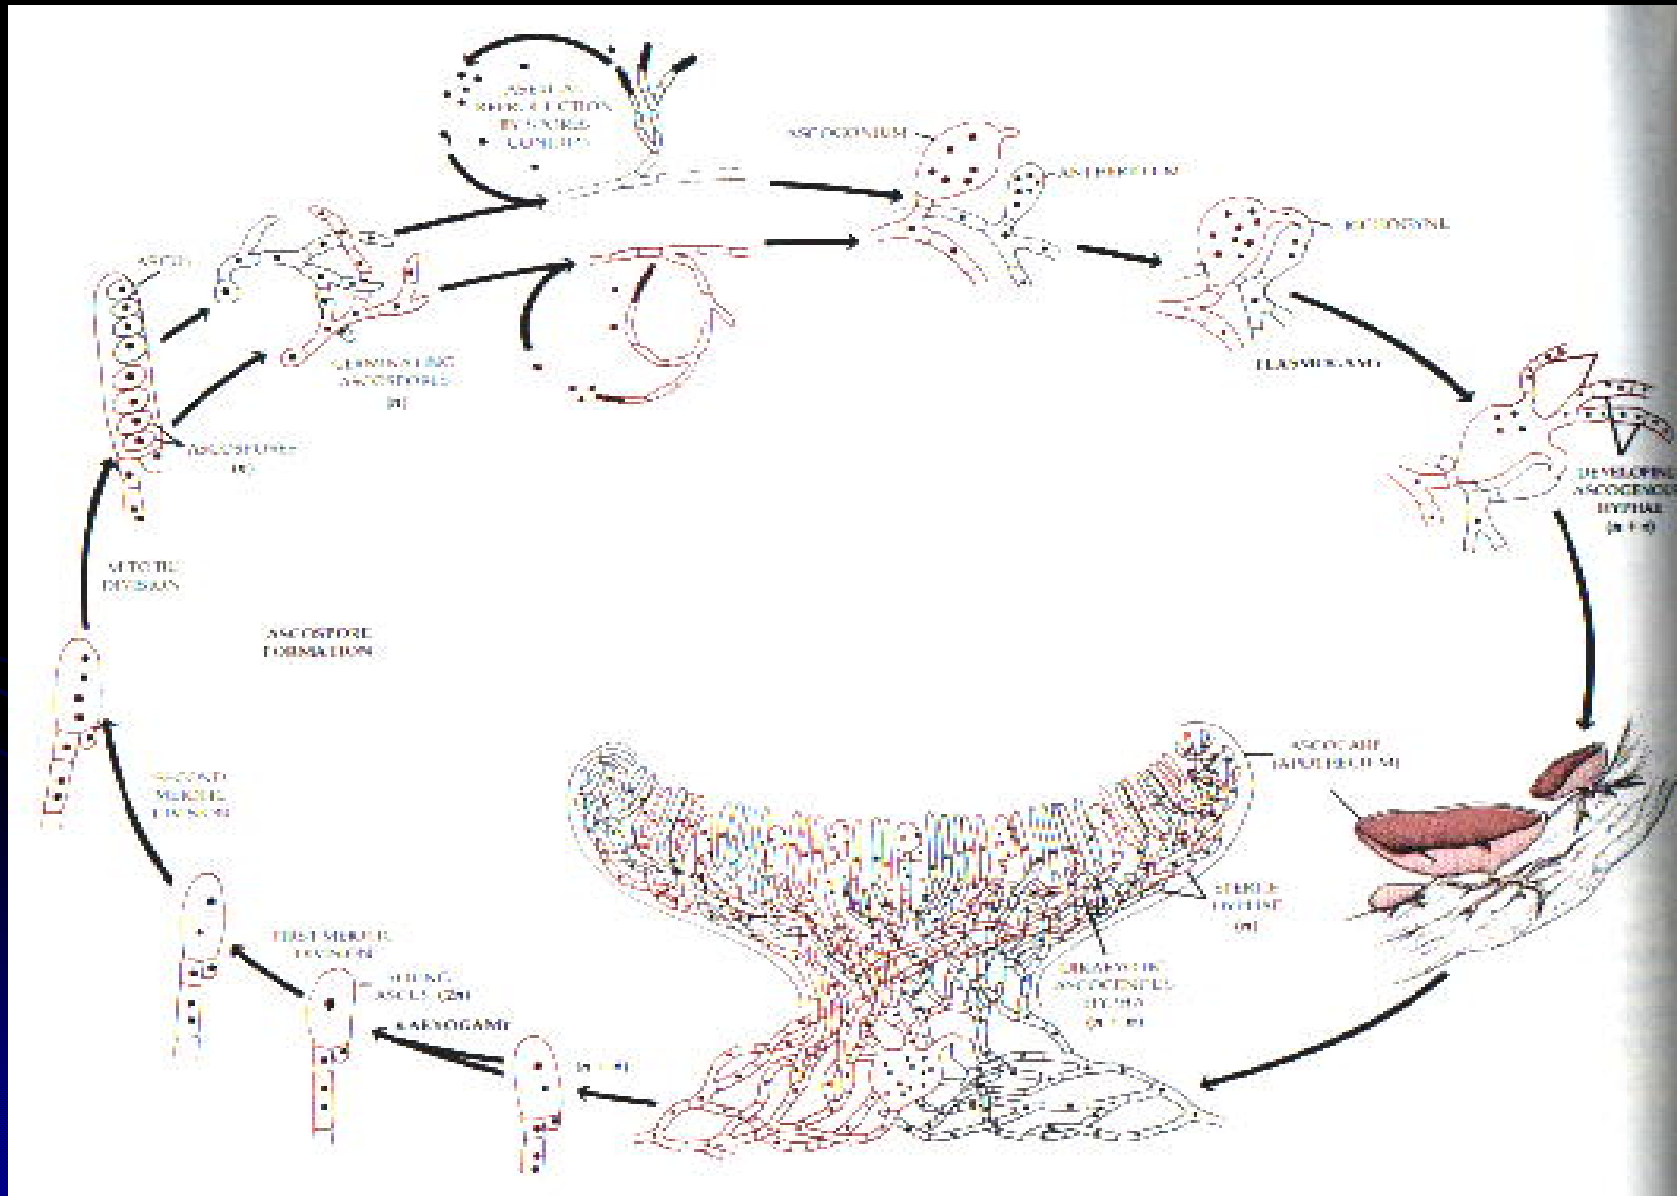 ASEXUAL
REPRODUCTION
BY SPORES
CONIDIA
ASCOGONIUM
ANTHERIDIUM
TRICHOGYNE
PLASMOGAMY
ASCUS
GERMINATING
ASCOSPORES
(n)
ASCOSPORES
(n)
DEVELOPING
ASCOGENOUS
HYPHAE
(n + n)
MITOTIC
DIVISION
ASCOSPORE
FORMATION
SECOND
MEIOTIC
DIVISION
ASCOCARP
(APOTHECIUM)
STERILE
HYPHAE
(n)
DIKARYOTIC
ASCOGENOUS
HYPHA
(n + n)
FIRST MEIOTIC
DIVISION
YOUNG
ASCUS (2n)
KARYOGAMY
(n + n)